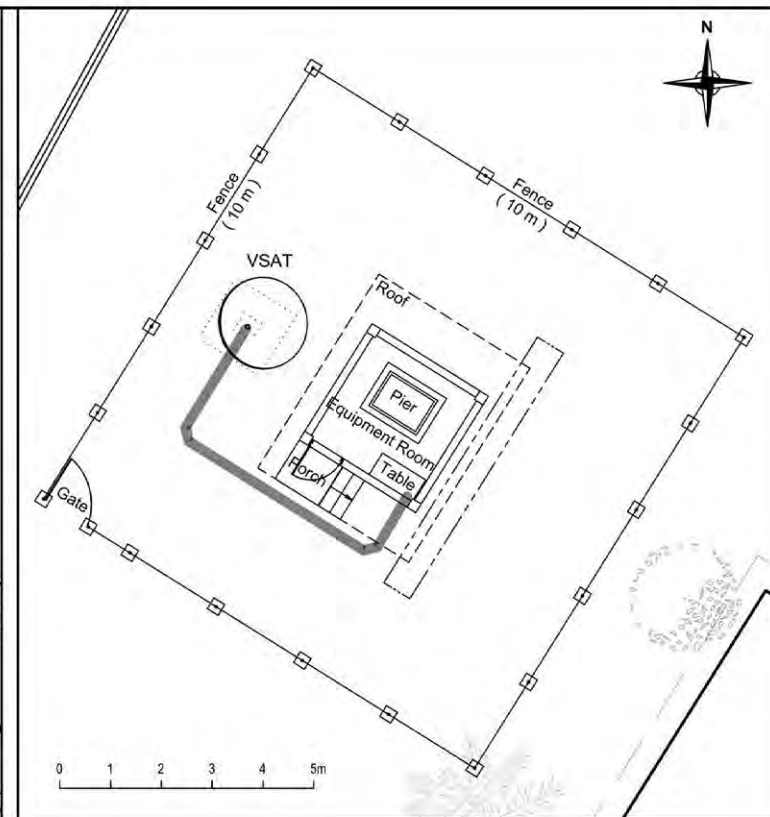 N
Fence
( 10 m )
Fence
( 10 m )
VSAT
Roof
Pier
Equipment Room
Table
Porch
Gate
0 1 2 3 4 5m